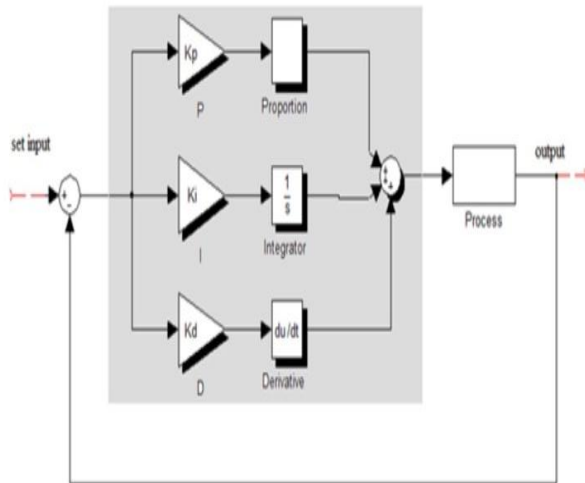 Kp
P
Proportion
set input
+
-
Ki
I
1
s
Integrator
+
+
+
output
Process
Kd
D
du/dt
Derivative